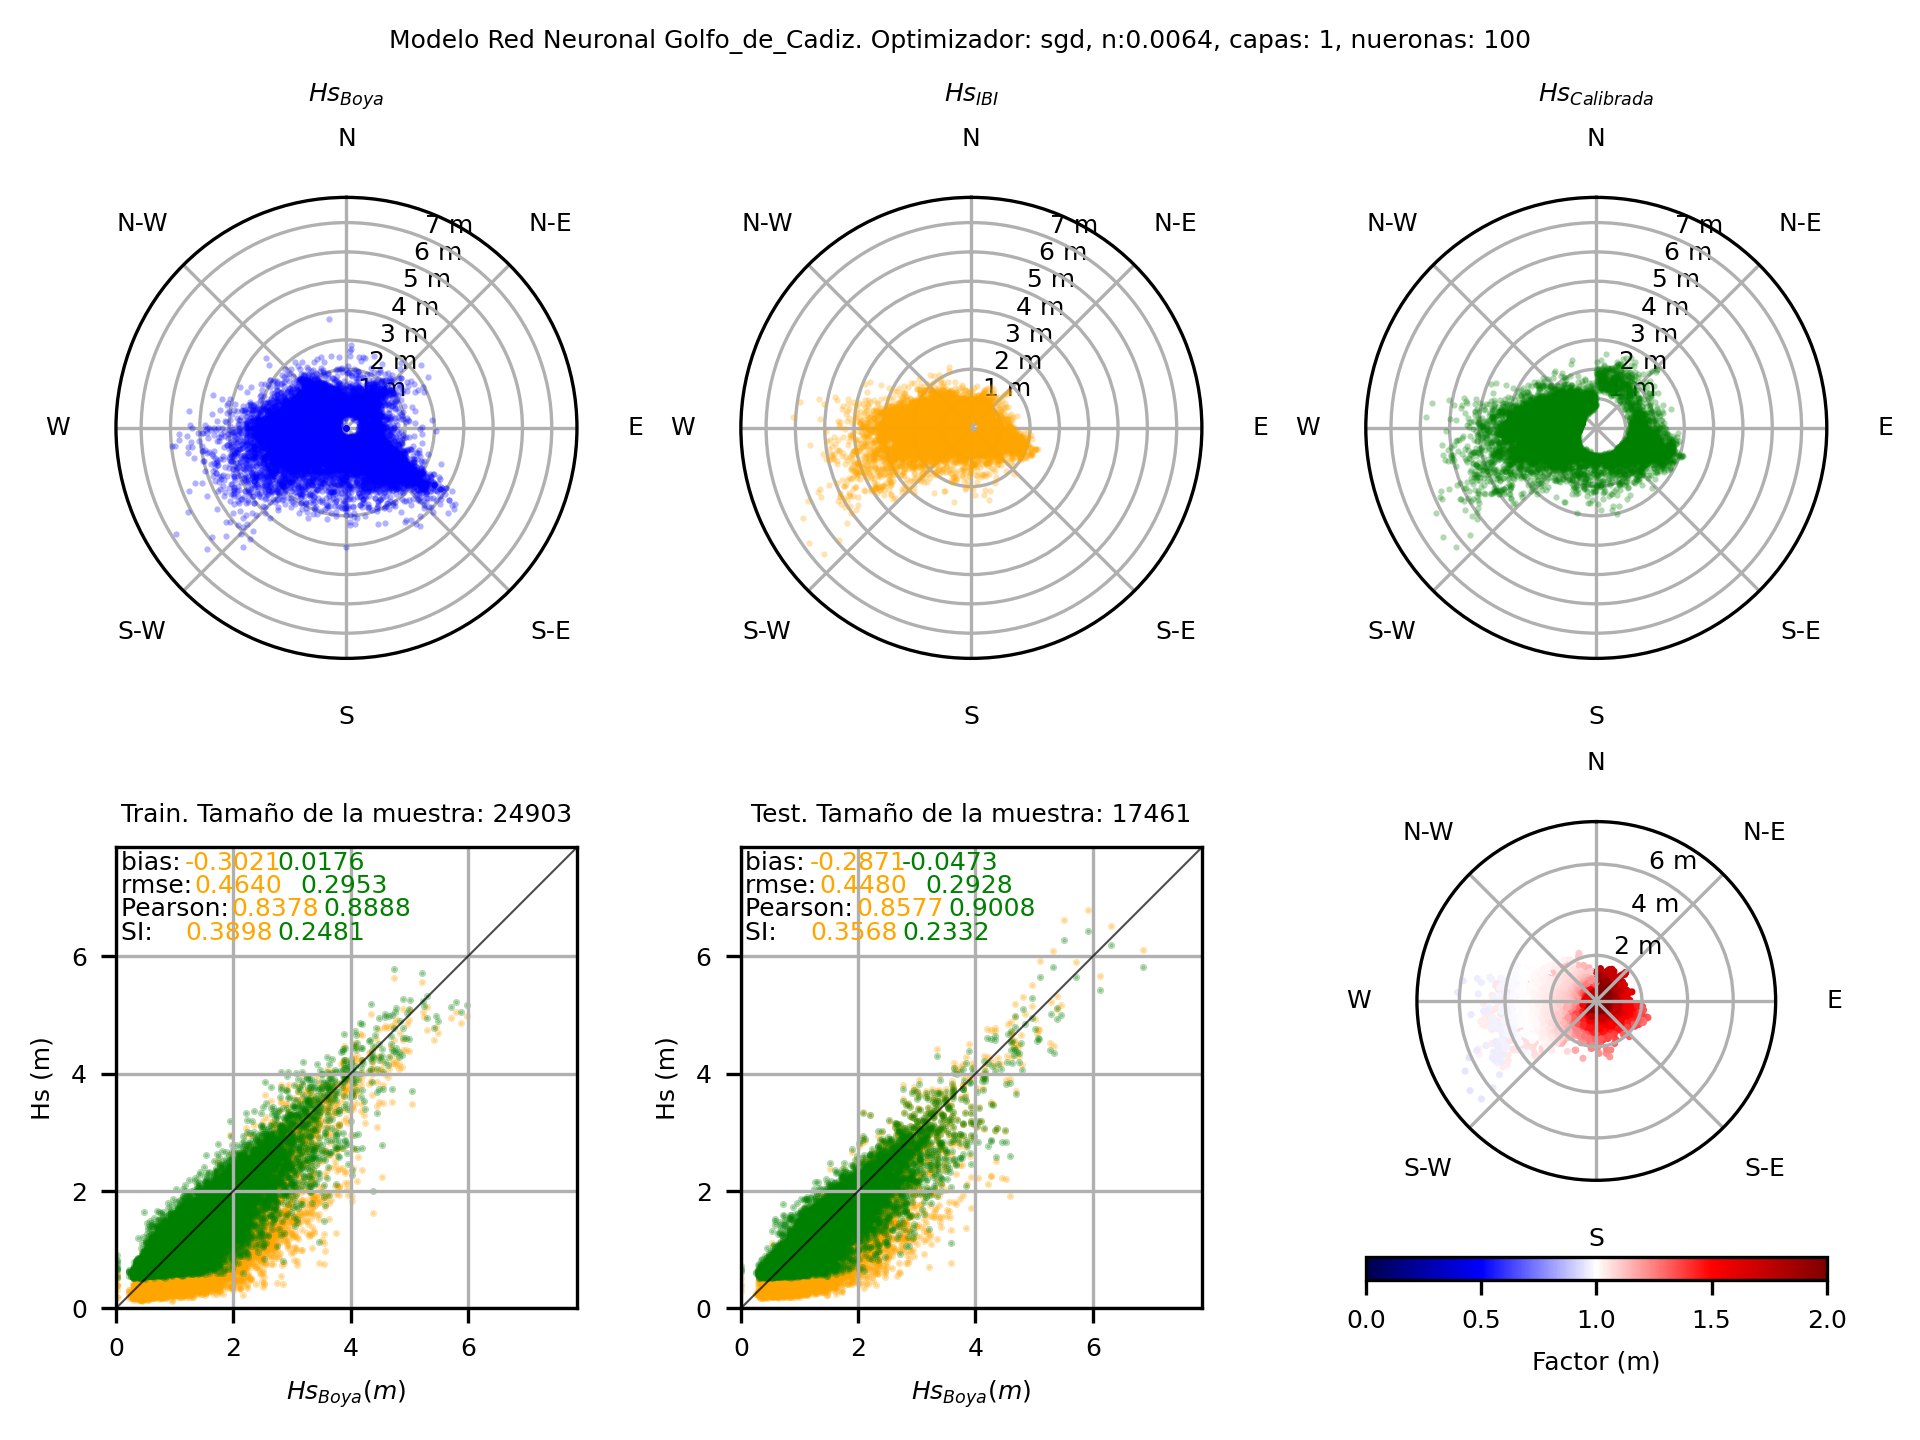 Modelo Red Neuronal Golfo_de_Cadiz. Optimizador: sgd, n:0.0064, capas: 1, nueronas: 100
Hs_Boya
N
N-W
N-E
W
E
S-W
S-E
S
7 m
6 m
5 m
4 m
3 m
2 m
1 m
Hs_IBI
N
N-W
N-E
W
E
S-W
S-E
S
7 m
6 m
5 m
4 m
3 m
2 m
1 m
Hs_Calibrada
N
N-W
N-E
W
E
S-W
S-E
S
7 m
6 m
5 m
4 m
3 m
2 m
m
Train. Tamaño de la muestra: 24903
bias: -0.3021 0.0176
rmse: 0.4640 0.2953
Pearson: 0.8378 0.8888
SI: 0.3898 0.2481
Hs (m)
6
4
2
0
0 2 4 6
Hs_Boya(m)
Test. Tamaño de la muestra: 17461
bias: -0.2871 -0.0473
rmse: 0.4480 0.2928
Pearson: 0.8577 0.9008
SI: 0.3568 0.2332
Hs (m)
6
4
2
0
0 2 4 6
Hs_Boya(m)
N
N-W
N-E
W
E
S-W
S-E
S
6 m
4 m
2 m
0.0 0.5 1.0 1.5 2.0
Factor (m)